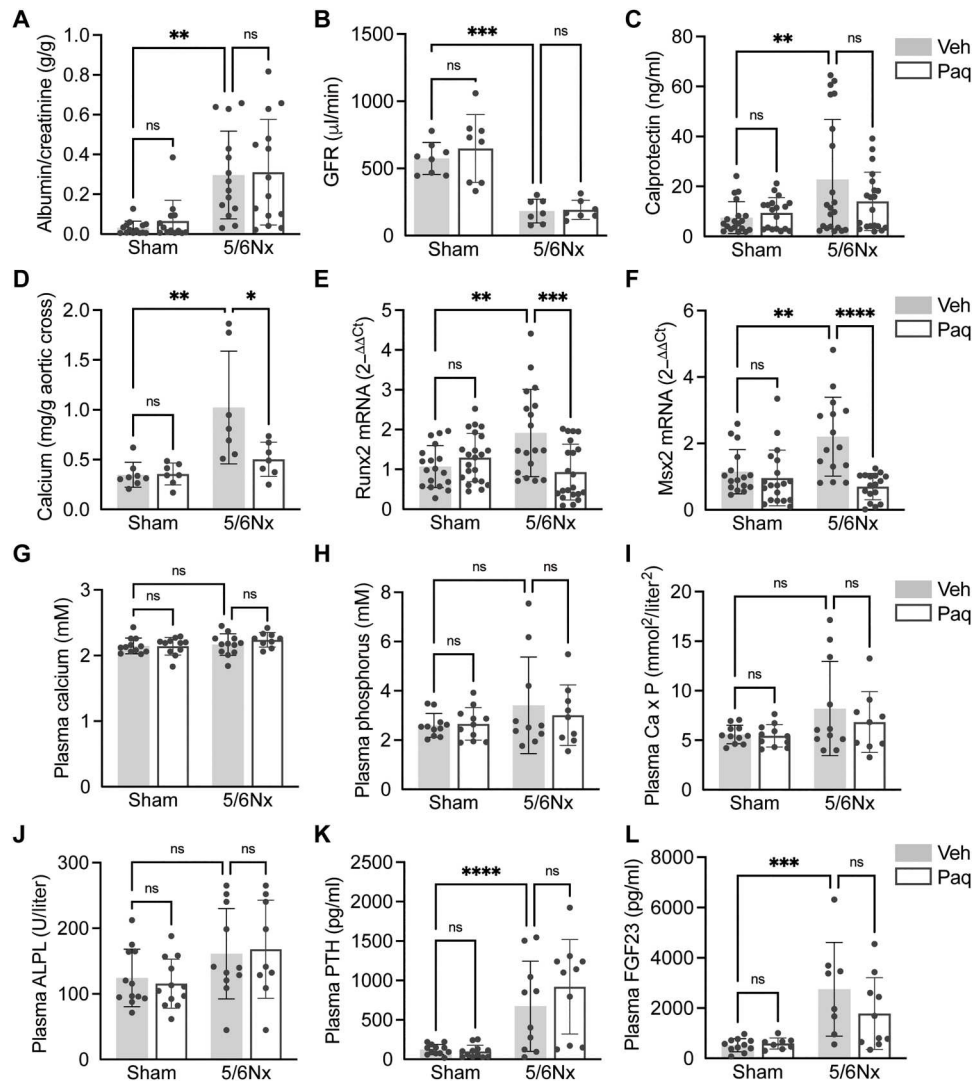 A
Albumin/creatinine (g/g)
1.0
0.8
0.6
0.4
0.2
0.0
**
ns
ns
Sham
5/6Nx
B
GFR (µl/min)
1500
1000
500
0
***
ns
ns
Sham
5/6Nx
C
Calprotectin (ng/ml)
80
60
40
20
0
**
ns
ns
Sham
5/6Nx
Veh
Paq
D
Calcium (mg/g aortic cross)
2.0
1.5
1.0
0.5
0.0
**
*
ns
Sham
5/6Nx
E
Runx2 mRNA (2–ΔΔCt)
5
4
3
2
1
0
**
***
ns
Sham
5/6Nx
F
Msx2 mRNA (2–ΔΔCt)
6
4
2
0
**
****
ns
Sham
5/6Nx
Veh
Paq
G
Plasma calcium (mM)
3
2
1
0
ns
ns
ns
Sham
5/6Nx
H
Plasma phosphorus (mM)
8
6
4
2
0
ns
ns
ns
Sham
5/6Nx
I
Plasma Ca x P (mmol²/liter²)
20
15
10
5
0
ns
ns
ns
Sham
5/6Nx
Veh
Paq
J
Plasma ALPL (U/liter)
300
200
100
0
ns
ns
ns
Sham
5/6Nx
K
Plasma PTH (pg/ml)
2500
2000
1500
1000
500
0
****
ns
ns
Sham
5/6Nx
L
Plasma FGF23 (pg/ml)
8000
6000
4000
2000
0
***
ns
ns
Sham
5/6Nx
Veh
Paq